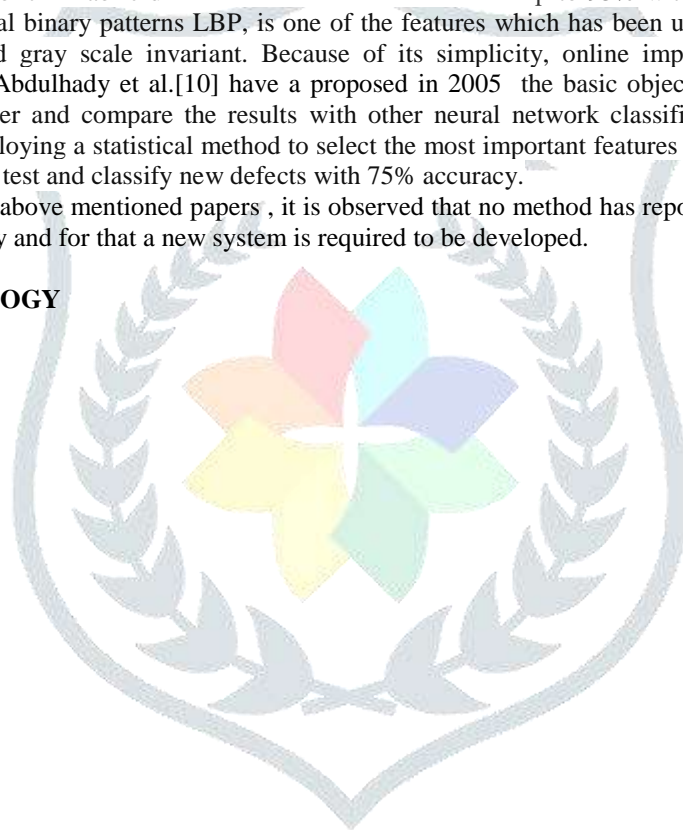 al binary patterns LBP, is one of the features which has been u
d gray scale invariant. Because of its simplicity, online imp
Abdulhady et al.[10] have a proposed in 2005 the basic objec
er and compare the results with other neural network classifi
loying a statistical method to select the most important features
test and classify new defects with 75% accuracy.
above mentioned papers , it is observed that no method has repo
y and for that a new system is required to be developed.
OGY